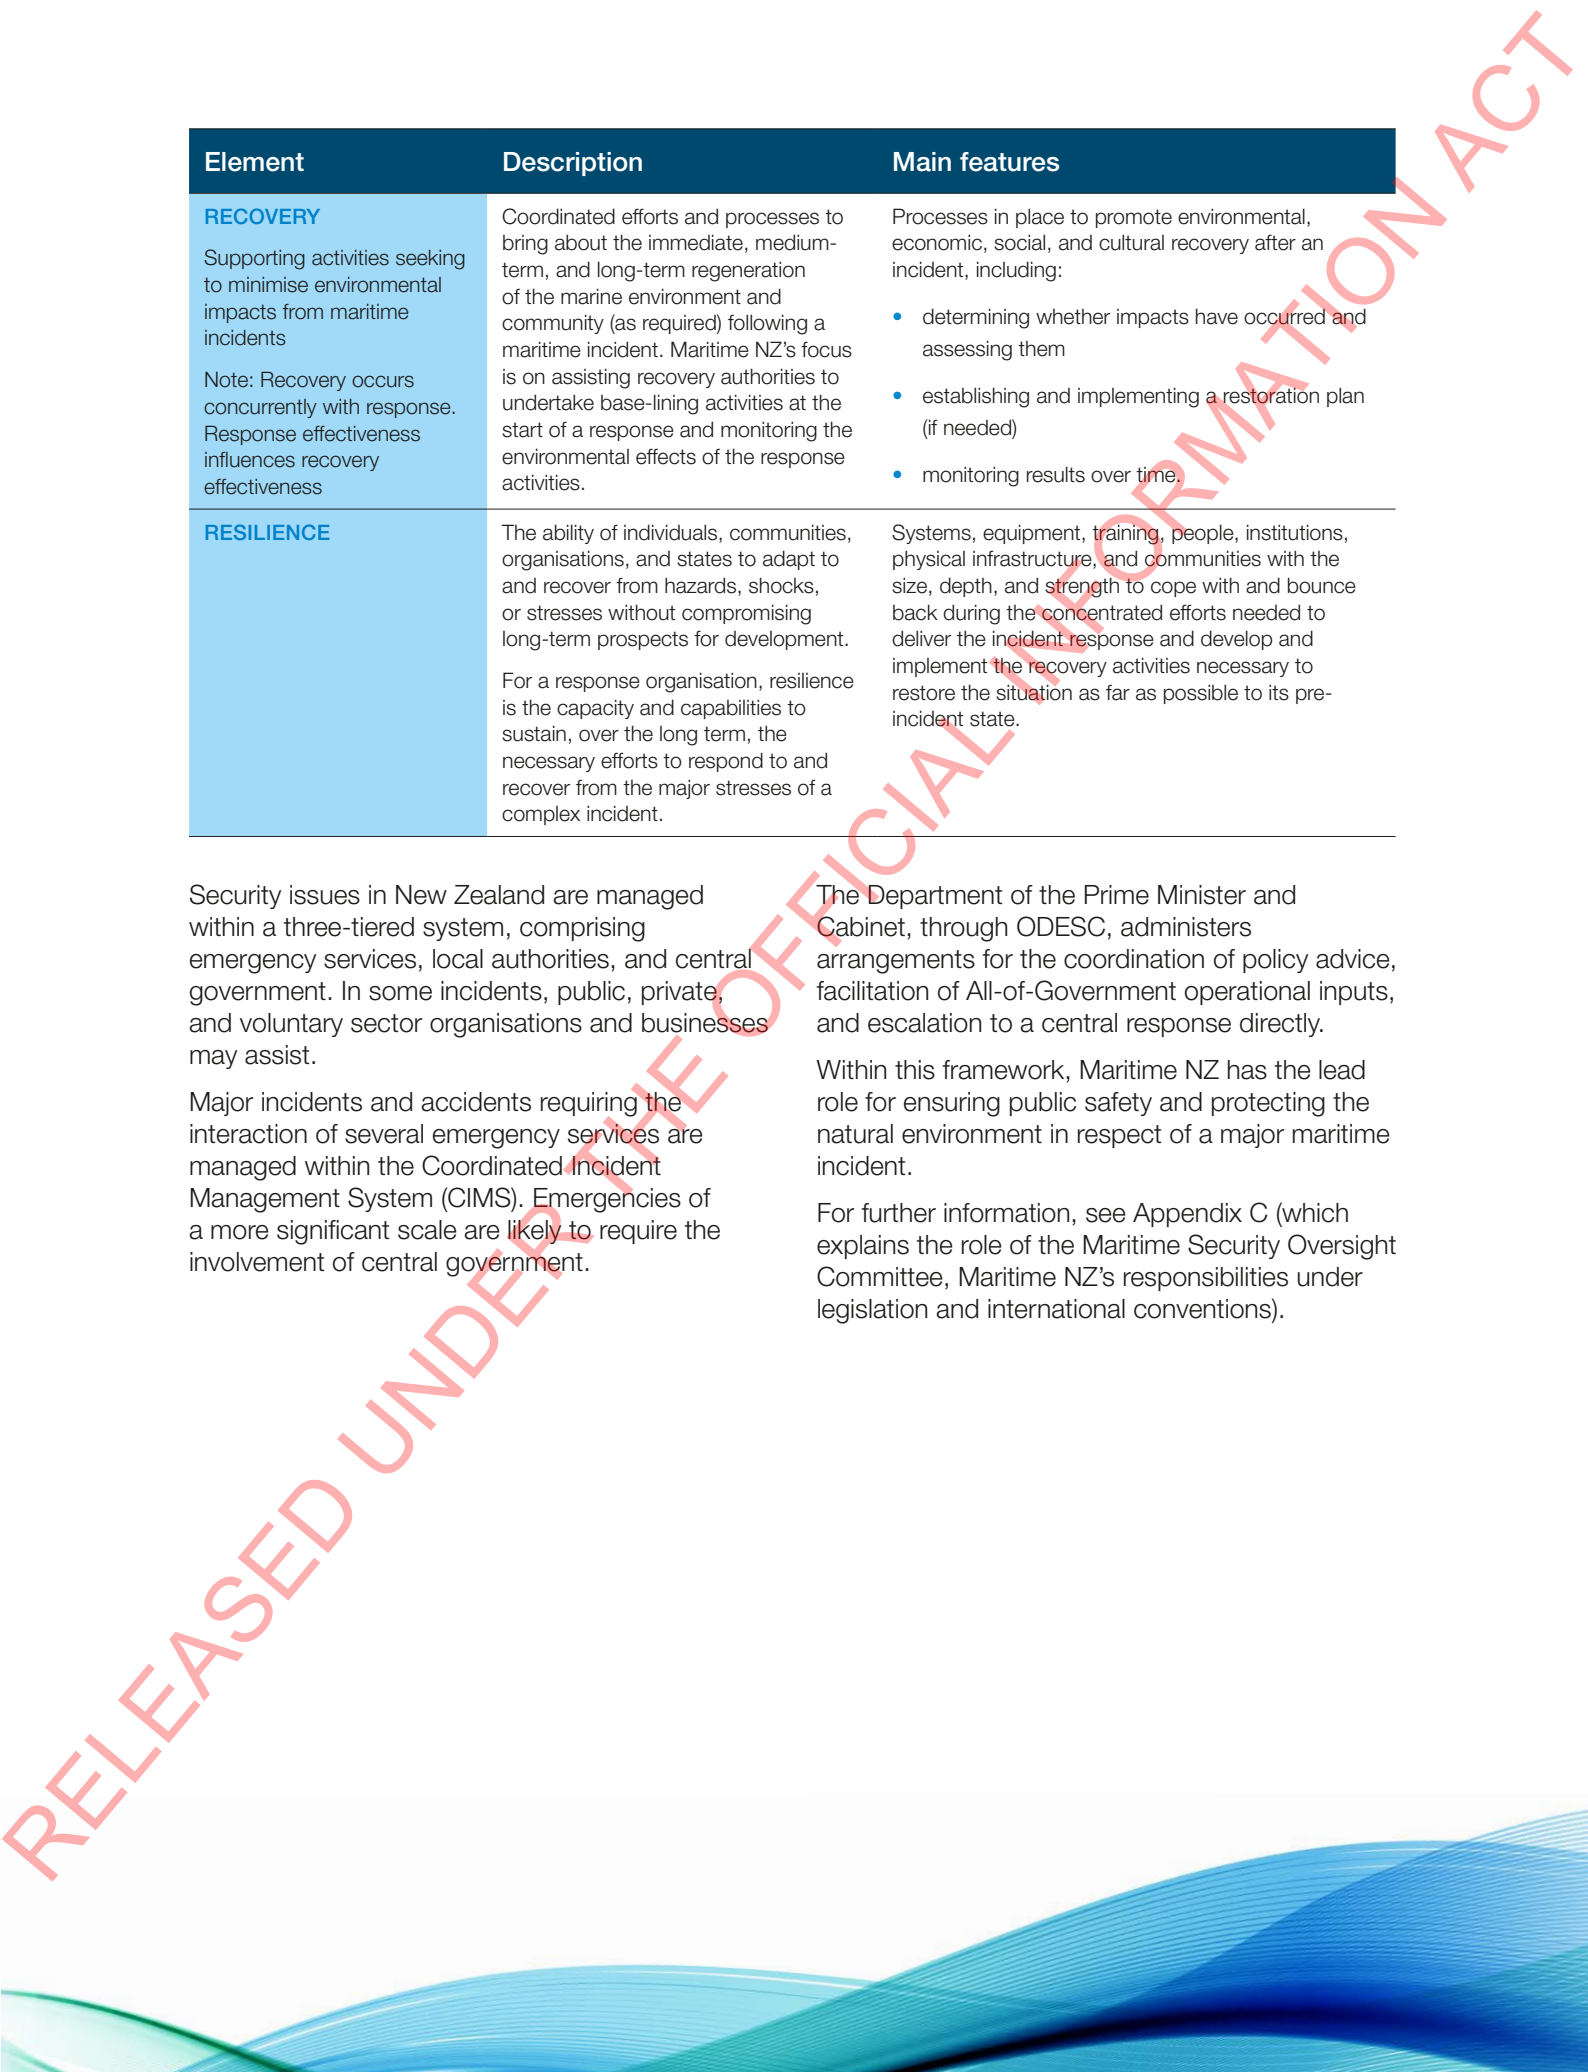 Element
Description
Main features
RECOVERY
Supporting activities seeking
to minimise environmental
impacts from maritime
incidents
Note: Recovery occurs
concurrently with response.
Response effectiveness
influences recovery
effectiveness
Coordinated efforts and processes to
bring about the immediate, medium-
term, and long-term regeneration
of the marine environment and
community (as required) following a
maritime incident. Maritime NZ’s focus
is on assisting recovery authorities to
undertake base-lining activities at the
start of a response and monitoring the
environmental effects of the response
activities.
Processes in place to promote environmental,
economic, social, and cultural recovery after an
incident, including:
• determining whether impacts have occurred and
assessing them
• establishing and implementing a restoration plan
(if needed)
• monitoring results over time.
RESILIENCE
The ability of individuals, communities,
organisations, and states to adapt to
and recover from hazards, shocks,
or stresses without compromising
long-term prospects for development.
For a response organisation, resilience
is the capacity and capabilities to
sustain, over the long term, the
necessary efforts to respond to and
recover from the major stresses of a
complex incident.
Systems, equipment, training, people, institutions,
physical infrastructure, and communities with the
size, depth, and strength to cope with and bounce
back during the concentrated efforts needed to
deliver the incident response and develop and
implement the recovery activities necessary to
restore the situation as far as possible to its pre-
incident state.
Security issues in New Zealand are managed
within a three-tiered system, comprising
emergency services, local authorities, and central
government. In some incidents, public, private,
and voluntary sector organisations and businesses
may assist.
Major incidents and accidents requiring the
interaction of several emergency services are
managed within the Coordinated Incident
Management System (CIMS). Emergencies of
a more significant scale are likely to require the
involvement of central government.
The Department of the Prime Minister and
Cabinet, through ODESC, administers
arrangements for the coordination of policy advice,
facilitation of All-of-Government operational inputs,
and escalation to a central response directly.
Within this framework, Maritime NZ has the lead
role for ensuring public safety and protecting the
natural environment in respect of a major maritime
incident.
For further information, see Appendix C (which
explains the role of the Maritime Security Oversight
Committee, Maritime NZ’s responsibilities under
legislation and international conventions).
RELEASED UNDER THE OFFICIAL INFORMATION ACT